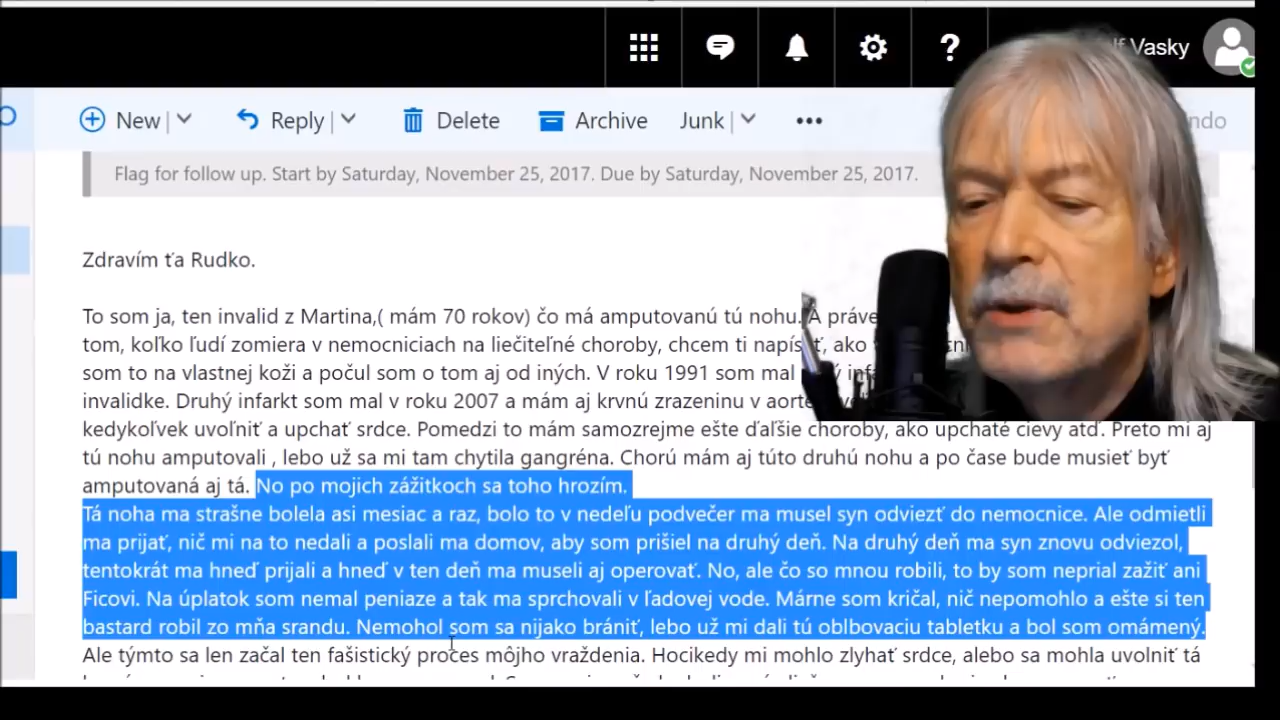 Vasky
New Reply Delete Archive Junk
Flag for follow up. Start by Saturday, November 25, 2017. Due by Saturday, November 25, 2017.
Zdravím ťa Rudko.
To som ja, ten invalid z Martina,( mám 70 rokov) čo má amputovanú tú nohu. A práve
tom, koľko ľudí zomiera v nemocniciach na liečiteľné choroby, chcem ti napísať, ako
som to na vlastnej koži a počul som o tom aj od iných. V roku 1991 som mal
invalidke. Druhý infarkt som mal v roku 2007 a mám aj krvnú zrazeninu v aorte
kedykoľvek uvoľniť a upchať srdce. Pomedzi to mám samozrejme ešte ďaľšie choroby, ako upchaté cievy atď. Preto mi aj
tú nohu amputovali , lebo už sa mi tam chytila gangréna. Chorú mám aj túto druhú nohu a po čase bude musieť byť
amputovaná aj tá. No po mojich zážitkoch sa toho hrozím.
Tá noha ma strašne bolela asi mesiac a raz, bolo to v nedeľu podvečer ma musel syn odviezť do nemocnice. Ale odmietli
ma prijať, nič mi na to nedali a poslali ma domov, aby som prišiel na druhý deň. Na druhý deň ma syn znovu odviezol,
tentokrát ma hneď prijali a hneď v ten deň ma museli aj operovať. No, ale čo so mnou robili, to by som neprial zažiť ani
Ficovi. Na úplatok som nemal peniaze a tak ma sprchovali v ľadovej vode. Márne som kričal, nič nepomohlo a ešte si ten
bastard robil zo mňa srandu. Nemohol som sa nijako brániť, lebo už mi dali tú oblbovaciu tabletku a bol som omámený.
Ale týmto sa len začal ten fašistický proces môjho vraždenia. Hocikedy mi mohlo zlyhať srdce, alebo sa mohla uvolniť tá